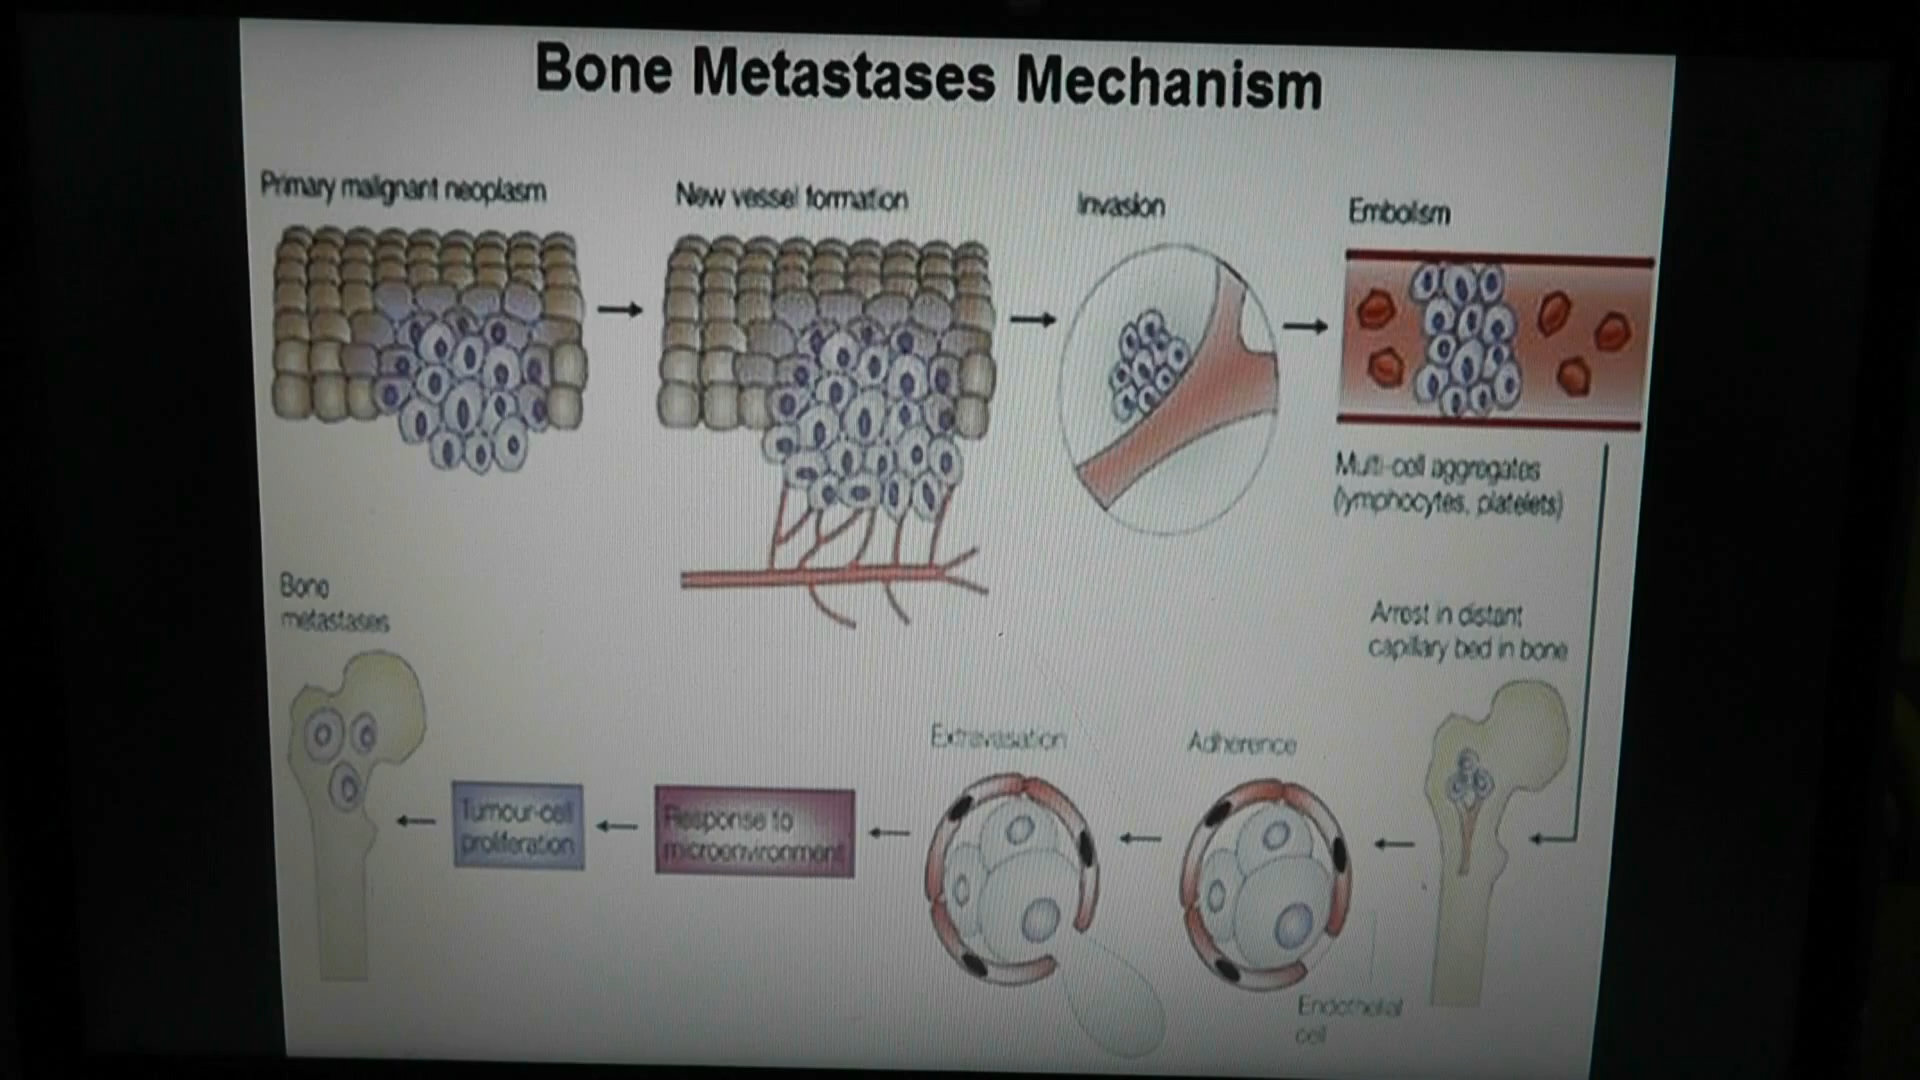 Bone Metastases Mechanism
Primary malignant neoplasm
New vessel formation
Invasion
Embolism
Multi-cell aggregates
(lymphocytes, platelets)
Arrest in distant
capillary bed in bone
Adherence
Endothelial
cell
Extravasation
Response to
microenvironment
Tumour-cell
proliferation
Bone
metastases